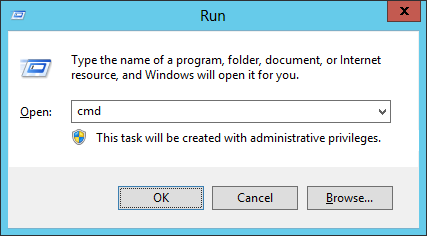 Run
Type the name of a program, folder, document, or Internet
resource, and Windows will open it for you.
Open: cmd
This task will be created with administrative privileges.
OK Cancel Browse...